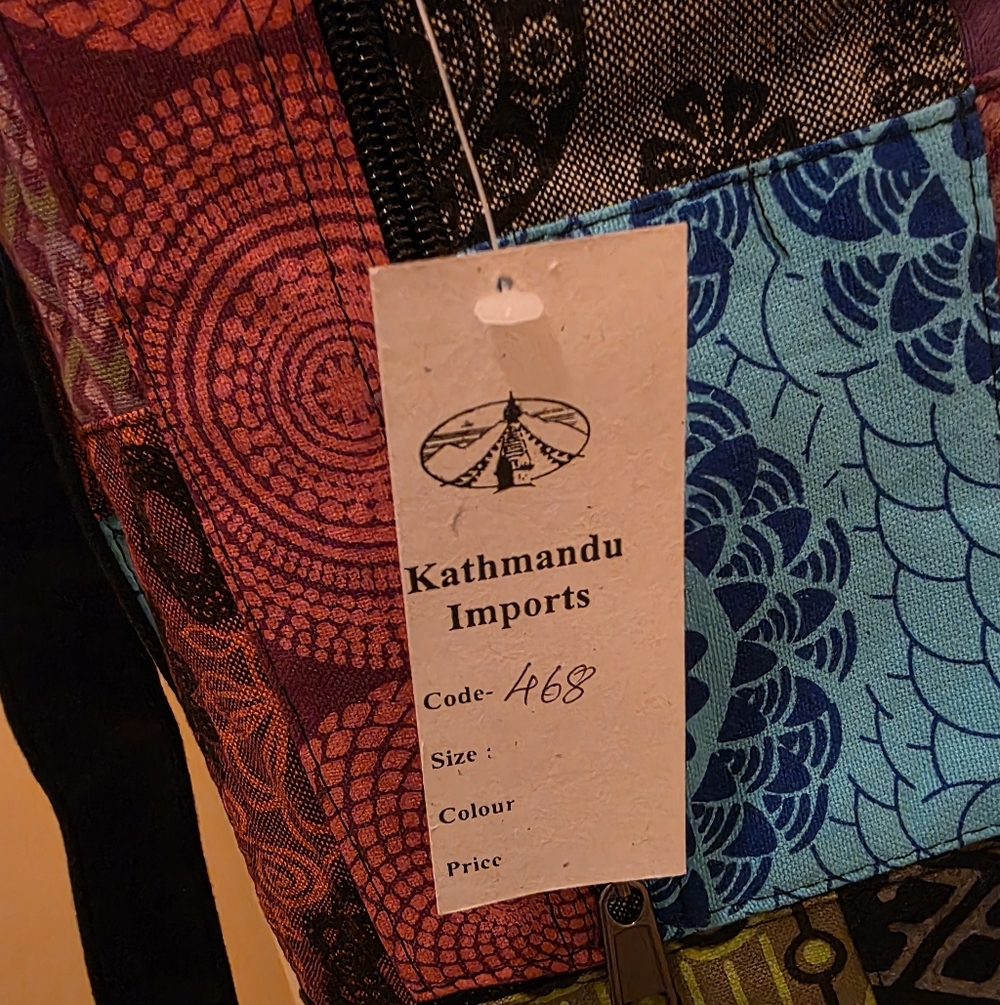 Kathmandu
Imports
Code- 468
Size :
Colour
Price